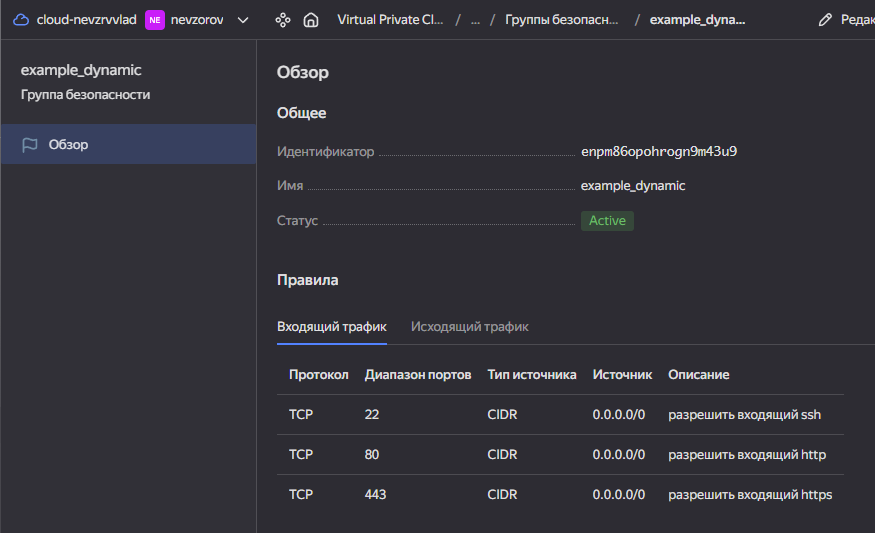 cloud-nevzrvvlad NE nevzorov Virtual Private Cl... / ... / Группы безопасн... / example_dyna... Редак
example_dynamic
Группа безопасности
Обзор
Обзор
Общее
Идентификатор enpm86opohrogn9m43u9
Имя example_dynamic
Статус Active
Правила
Входящий трафик Исходящий трафик
Протокол Диапазон портов Тип источника Источник Описание
TCP 22 CIDR 0.0.0.0/0 разрешить входящий ssh
TCP 80 CIDR 0.0.0.0/0 разрешить входящий http
TCP 443 CIDR 0.0.0.0/0 разрешить входящий https